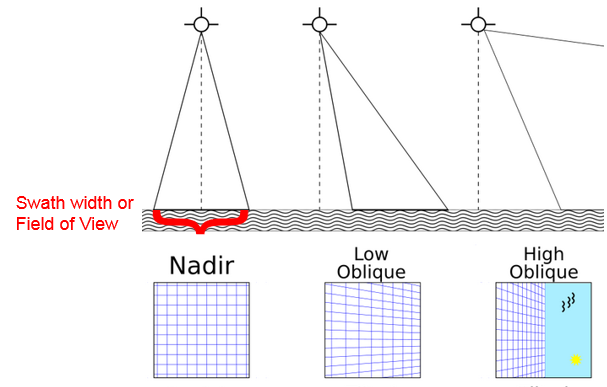 Swath width or
Field of View
Nadir
Low
Oblique
High
Oblique